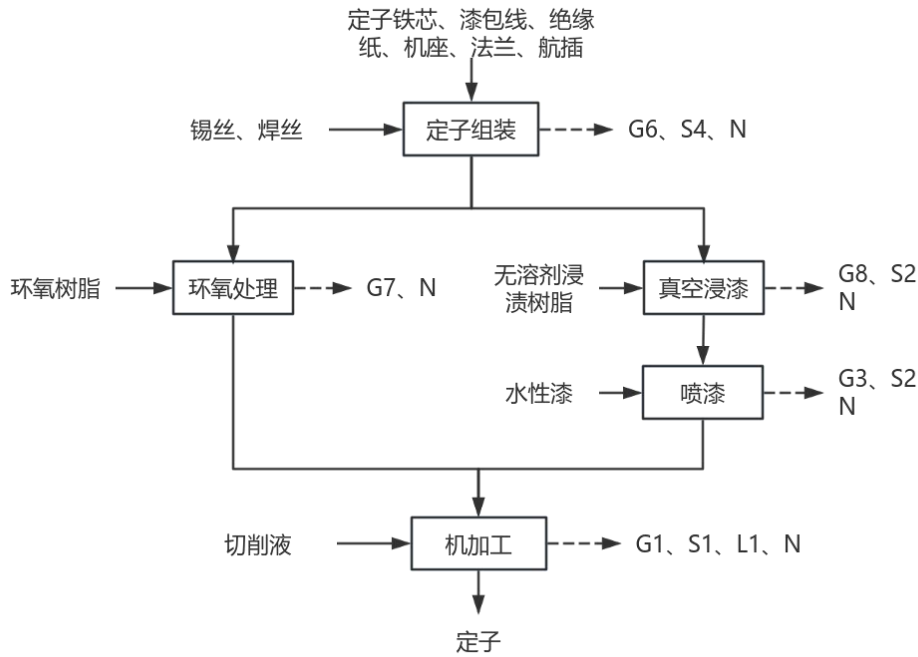 定子铁芯、漆包线、绝缘
纸、机座、法兰、航插
锡丝、焊丝
定子组装
G6、S4、N
环氧树脂
环氧处理
G7、N
无溶剂浸
渍树脂
真空浸漆
G8、S2
N
水性漆
喷漆
G3、S2
N
切削液
机加工
G1、S1、L1、N
定子